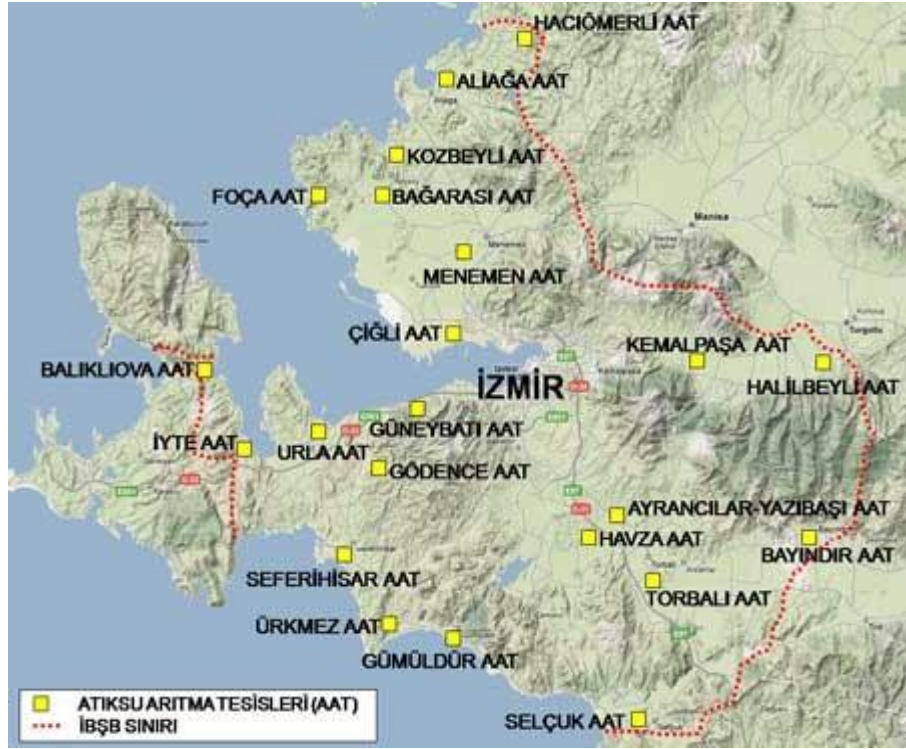 HACIÖMERLİ AAT
ALİAĞA AAT
KOZBEYLİ AAT
FOÇA AAT
BAĞARASI AAT
Manisa
MENEMEN AAT
ÇİĞLİ AAT
Turgutlu
KEMALPAŞA AAT
BALIKLIOVA AAT
İZMİR
HALİLBEYLİ AAT
GÜNEYBATI AAT
İYTE AAT
URLA AAT
GÖDENCE AAT
AYRANCILAR-YAZIBAŞI AAT
HAVZA AAT
BAYINDIR AAT
SEFERİHİSAR AAT
TORBALI AAT
ÜRKMEZ AAT
GÜMÜLDÜR AAT
SELÇUK AAT
ATIKSU ARITMA TESİSLERİ (AAT)
İBŞB SINIRI